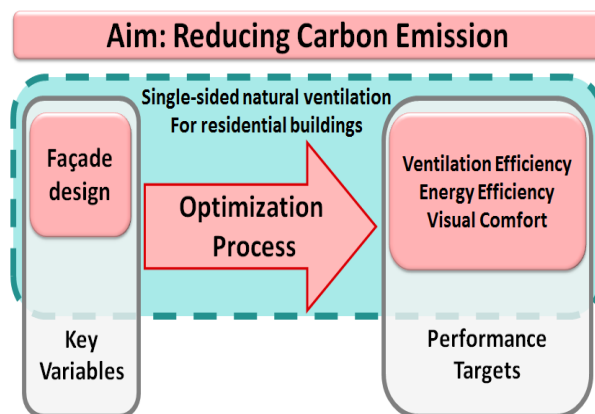 Aim: Reducing Carbon Emission
Single-sided natural ventilation
For residential buildings
Façade
design
Optimization
Process
Ventilation Efficiency
Energy Efficiency
Visual Comfort
Key
Variables
Performance
Targets